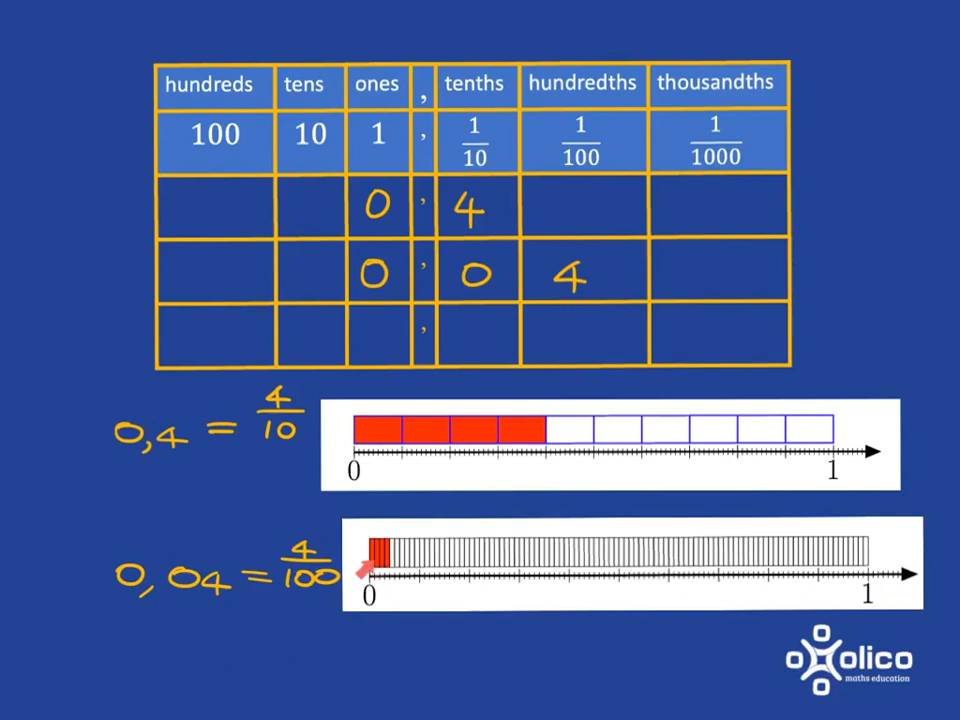 hundreds tens ones , tenths hundredths thousandths
100 10 1 , 1/10 1/100 1/1000
0 , 4
0 , 0 4
,
0,4 = 4/10
0 1
0,04 = 4/100
0 1
olico
maths education